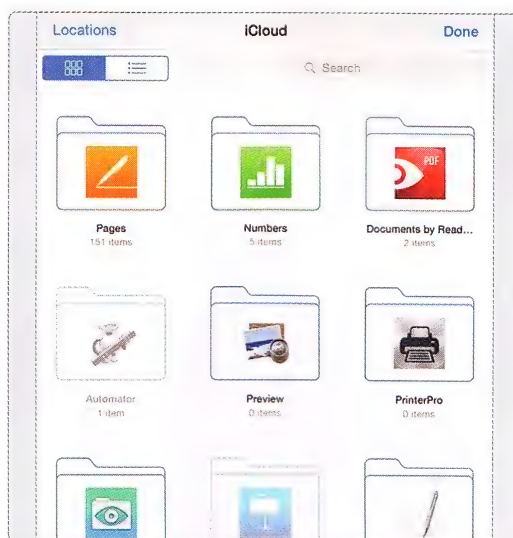 Locations iCloud Done
Search
PDF
Pages Numbers Documents by Read...
151 items 5 items 2 items
Automator Preview PrinterPro
1 item 0 items 0 items